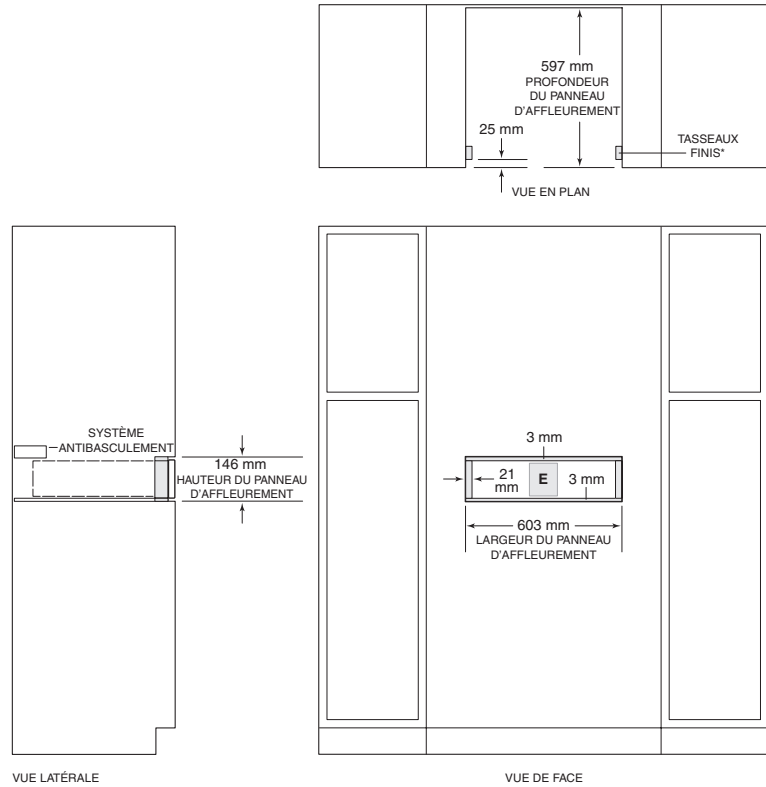 597 mm
PROFONDEUR
DU PANNEAU
D'AFFLEUREMENT
25 mm
TASSEAUX
FINIS*
VUE EN PLAN
SYSTÈME
ANTIBASCULEMENT
146 mm
HAUTEUR DU PANNEAU
D'AFFLEUREMENT
3 mm
21
mm
E
3 mm
603 mm
LARGEUR DU PANNEAU
D'AFFLEUREMENT
VUE LATÉRALE
VUE DE FACE